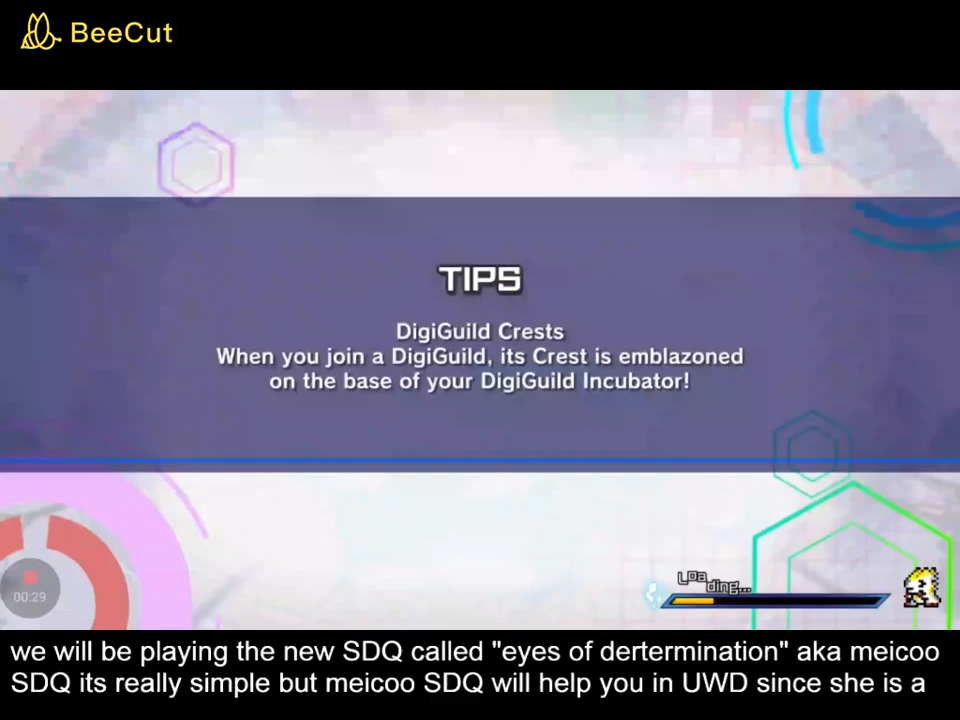 BeeCut
TIPS
DigiGuild Crests
When you join a DigiGuild, its Crest is emblazoned
on the base of your DigiGuild Incubator!
Loading...
00:29
we will be playing the new SDQ called "eyes of dertermination" aka meicoo
SDQ its really simple but meicoo SDQ will help you in UWD since she is a